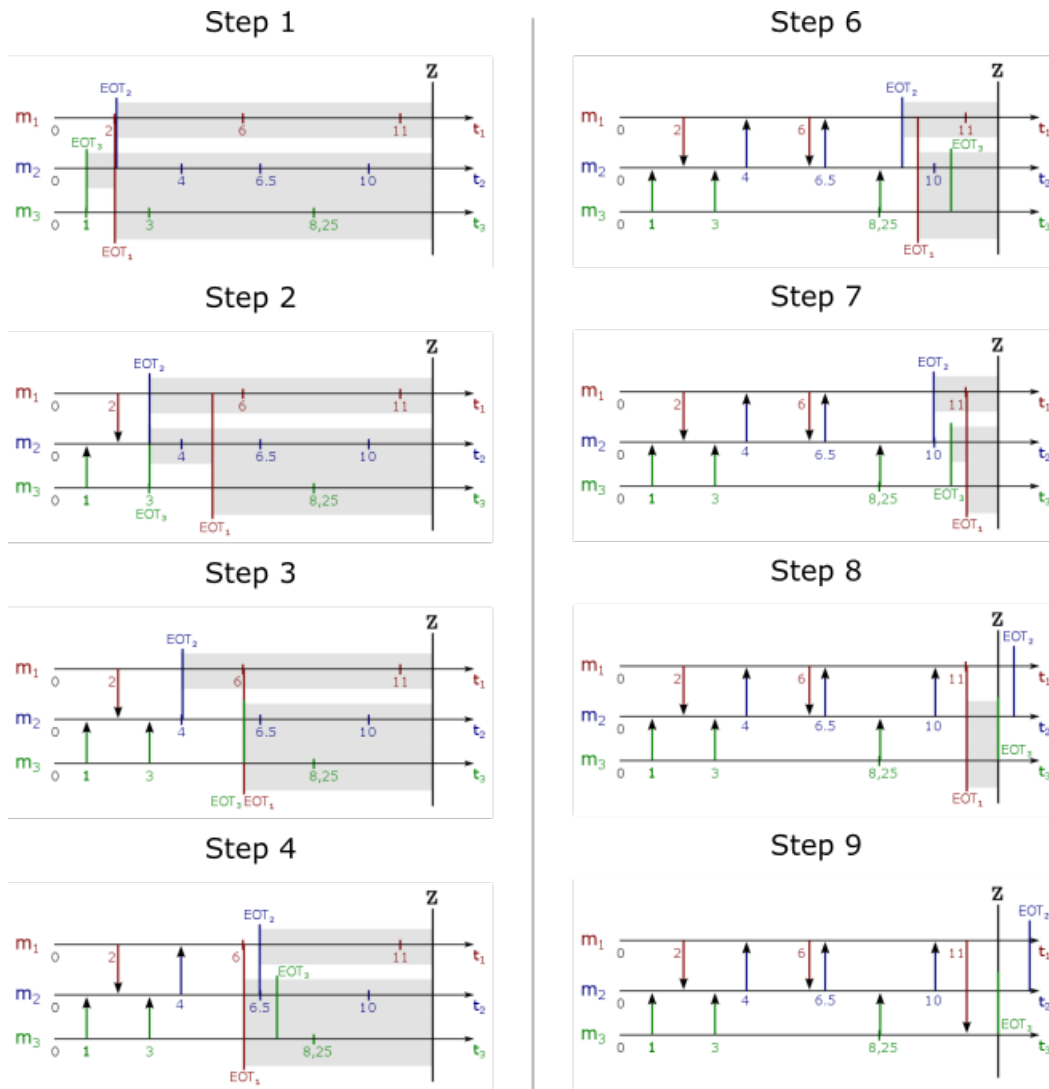 Step 1
Z
EOT₂
m₁ 0 2 6 11 t₁
EOT₃
m₂ 0 4 6.5 10 t₂
m₃ 0 1 3 8,25 t₃
EOT₁
Step 2
Z
EOT₂
m₁ 0 2 6 11 t₁
m₂ 0 4 6.5 10 t₂
m₃ 0 1 3 8,25 t₃
EOT₃ EOT₁
Step 3
Z
EOT₂
m₁ 0 2 6 11 t₁
m₂ 0 4 6.5 10 t₂
m₃ 0 1 3 8,25 t₃
EOT₃ EOT₁
Step 4
Z
EOT₂
m₁ 0 2 6 11 t₁
EOT₃
m₂ 0 4 6.5 10 t₂
m₃ 0 1 3 8,25 t₃
EOT₁
Step 6
Z
EOT₂
m₁ 0 2 6 11 t₁
EOT₃
m₂ 0 4 6.5 10 t₂
m₃ 0 1 3 8,25 t₃
EOT₁
Step 7
Z
EOT₂
m₁ 0 2 6 11 t₁
m₂ 0 4 6.5 10 t₂
m₃ 0 1 3 8,25 EOT₃ t₃
EOT₁
Step 8
Z
EOT₂
m₁ 0 2 6 11 t₁
m₂ 0 4 6.5 10 t₂
EOT₃
m₃ 0 1 3 8,25 t₃
EOT₁
Step 9
Z
EOT₂
m₁ 0 2 6 11 t₁
m₂ 0 4 6.5 10 t₂
EOT₃
m₃ 0 1 3 8,25 t₃